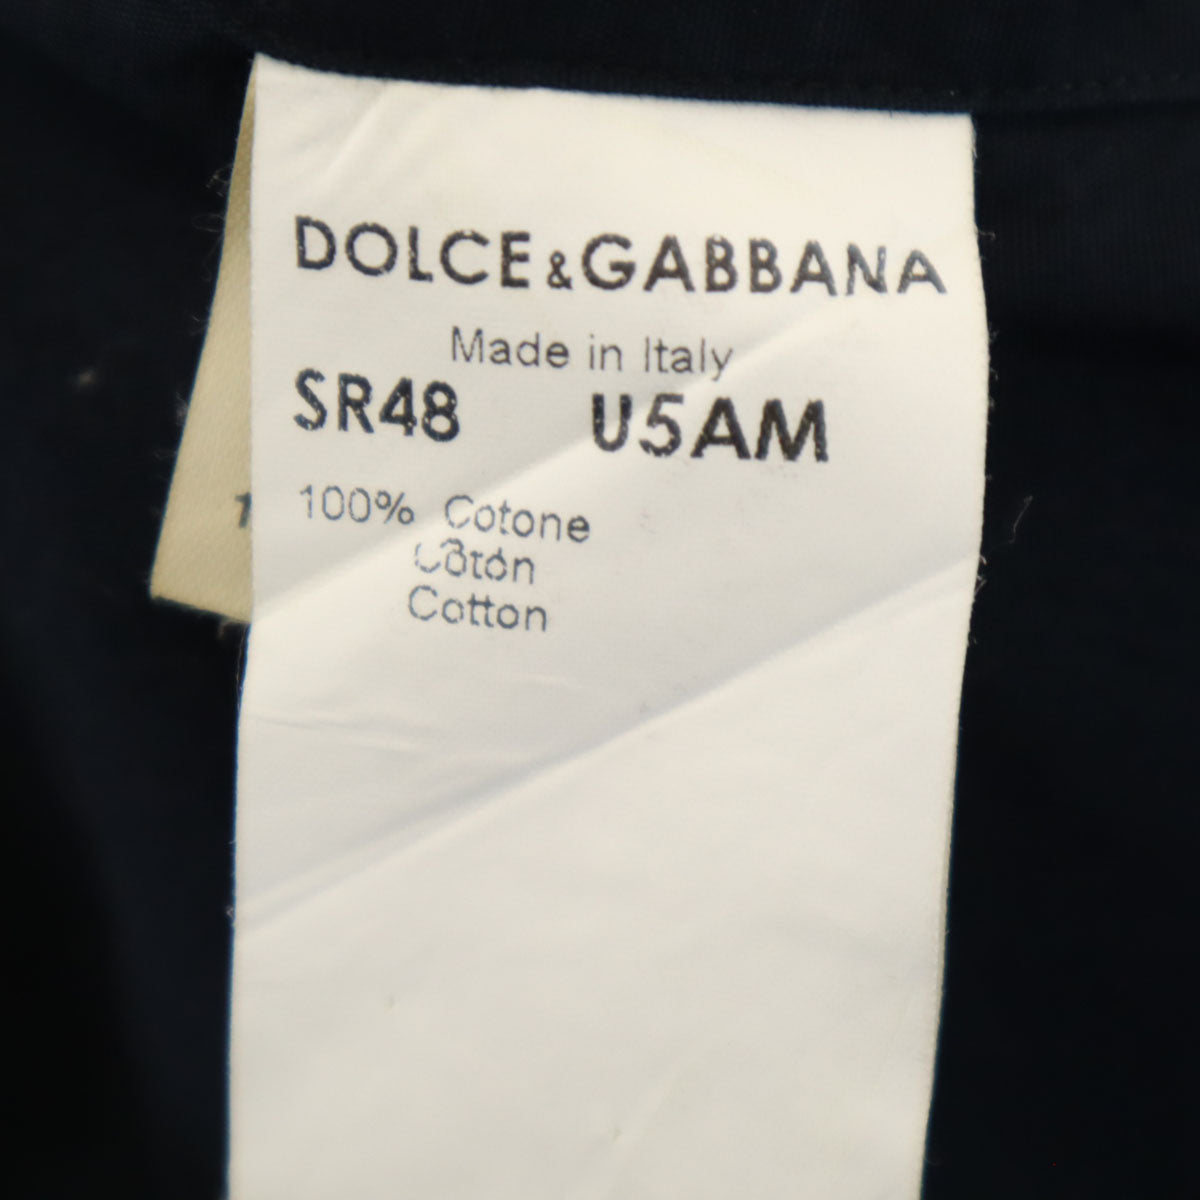 DOLCE&GABBANA
Made in Italy
SR48 U5AM
100% Cotone
Coton
Cotton